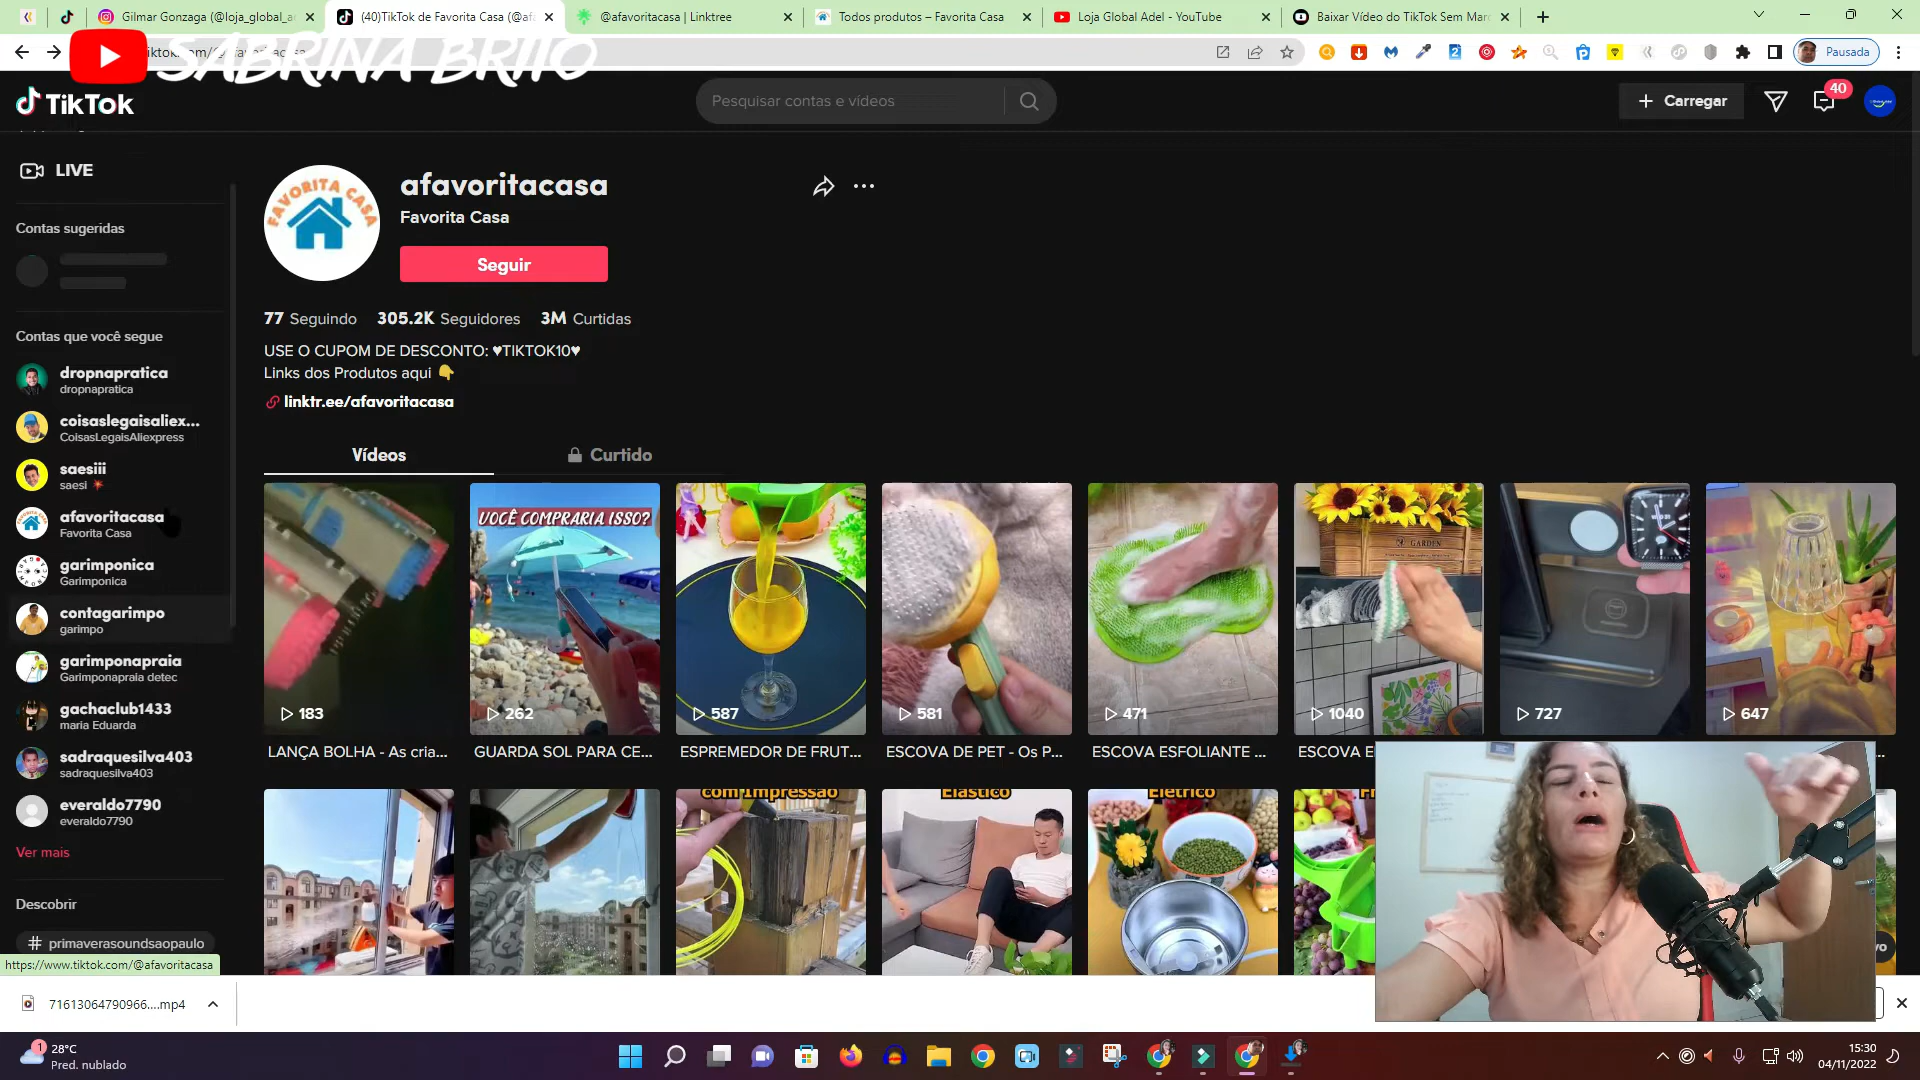 Gilmar Gonzaga (@loja_global_a
(40)TikTok de Favorita Casa (@af
@afavoritacasa | Linktree
Todos produtos – Favorita Casa
Loja Global Adel - YouTube
Baixar Vídeo do TikTok Sem Mar
SABRINA BRITO
Pausada
TikTok
Pesquisar contas e vídeos
Carregar
40
LIVE
Contas sugeridas
Contas que você segue
dropnapratica
dropnapratica
coisaslegaisaliex...
CoisasLegaisAliexpress
saesiii
saesi
afavoritacasa
Favorita Casa
garimponica
Garimponica
contagarimpo
garimpo
garimponapraia
Garimponapraia detec
gachaclub1433
maria Eduarda
sadraquesilva403
sadraquesilva403
everaldo7790
everaldo7790
Ver mais
Descobrir
# primaverasoundsaopaulo
https://www.tiktok.com/@afavoritacasa
FAVORITA CASA
afavoritacasa
Favorita Casa
Seguir
77 Seguindo 305.2K Seguidores 3M Curtidas
USE O CUPOM DE DESCONTO: ♥TIKTOK10♥
Links dos Produtos aqui 👇
linktr.ee/afavoritacasa
Vídeos
Curtido
VOCÊ COMPRARIA ISSO?
GARDEN
183
262
587
581
471
1040
727
647
LANÇA BOLHA - As cria...
GUARDA SOL PARA CE...
ESPREMEDOR DE FRUT...
ESCOVA DE PET - Os P...
ESCOVA ESFOLIANTE ...
ESCOVA E
com Impressão
Elástico
Elétrico
71613064790966....mp4
1
28°C
Pred. nublado
15:30
04/11/2022